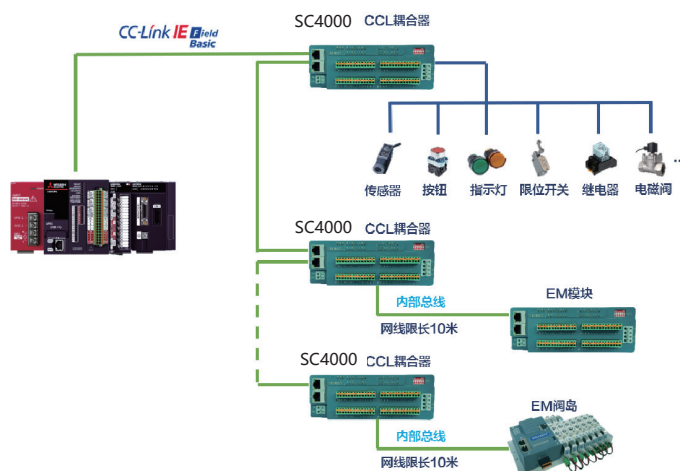 CC-Link IE Field
Basic
SC4000 CCL耦合器
传感器
按钮
指示灯
限位开关
继电器
电磁阀
...
SC4000 CCL耦合器
内部总线
网线限长10米
EM模块
SC4000 CCL耦合器
内部总线
网线限长10米
EM阀岛